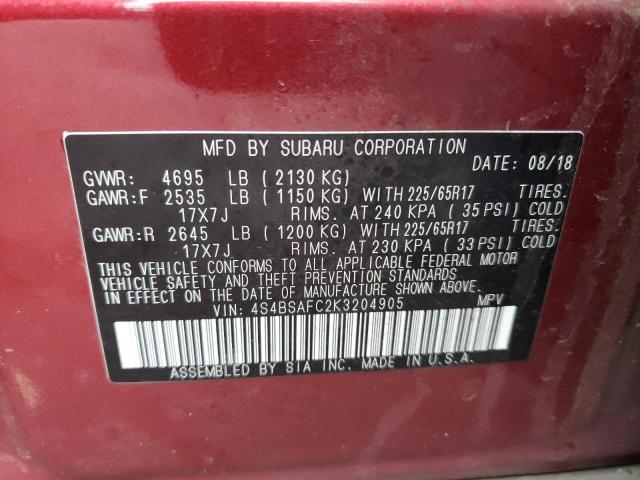 MFD BY SUBARU CORPORATION
DATE: 08/18
GVWR: 4695 LB ( 2130 KG)
GAWR:F 2535 LB ( 1150 KG) WITH 225/65R17 TIRES.
17X7J RIMS. AT 240 KPA ( 35 PSI) COLD
GAWR:R 2645 LB ( 1200 KG) WITH 225/65R17 TIRES.
17X7J RIMS. AT 230 KPA ( 33 PSI) COLD
THIS VEHICLE CONFORMS TO ALL APPLICABLE FEDERAL MOTOR
VEHICLE SAFETY AND THEFT PREVENTION STANDARDS
IN EFFECT ON THE DATE OF MANUFACTURE SHOWN ABOVE.
VIN: 4S4BSAFC2K3204905 MPV
ASSEMBLED BY SIA INC. MADE IN U.S.A.